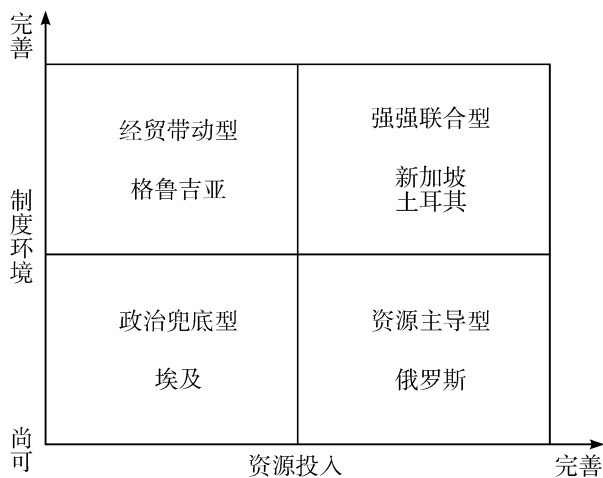 完善
经贸带动型
强强联合型
格鲁吉亚
新加坡
土耳其
制度环境
政治兜底型
资源主导型
埃及
俄罗斯
尚可
资源投入
完善